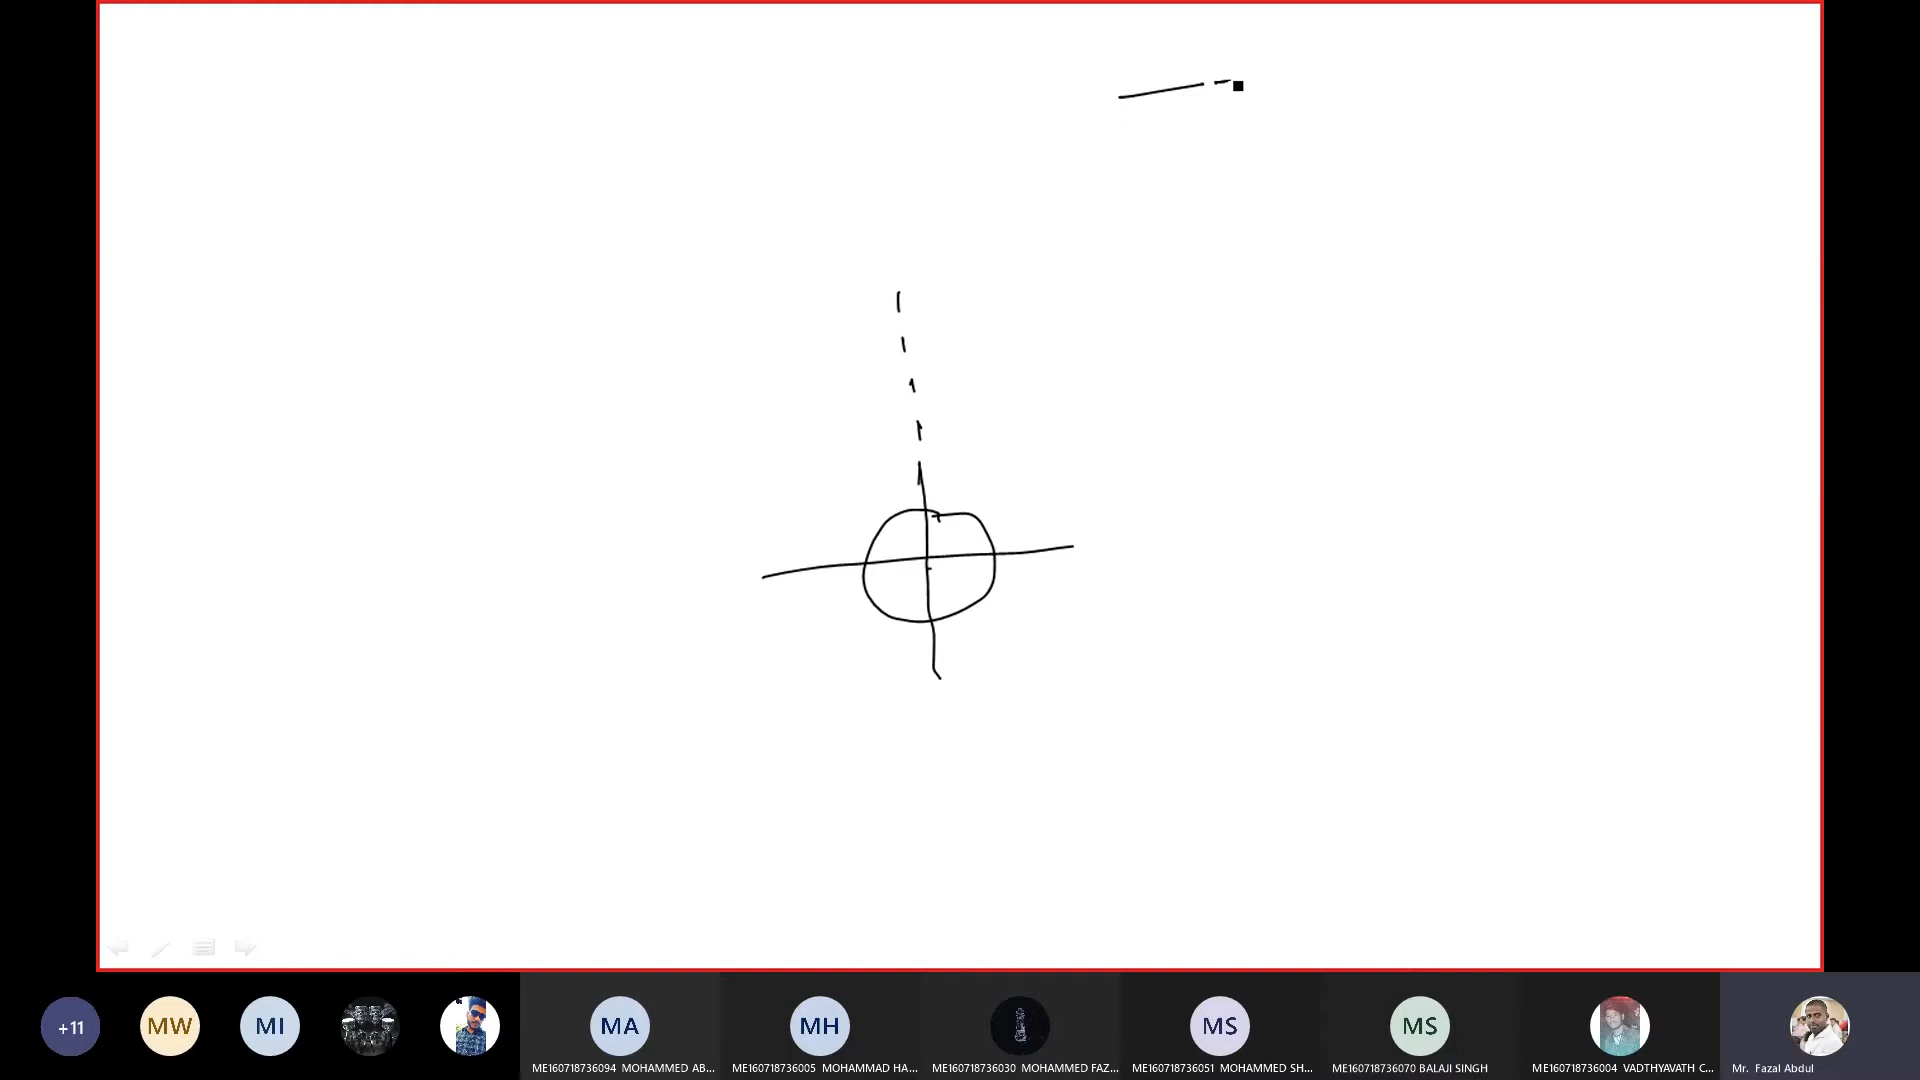 +11
MW
MI
MA
MH
MS
MS
ME160718736094 MOHAMMED AB...
ME160718736005 MOHAMMAD HA...
ME160718736030 MOHAMMED FAZ...
ME160718736051 MOHAMMED SH...
ME160718736070 BALAJI SINGH
ME160718736004 VADTHYAVATH C...
Mr. Fazal Abdul